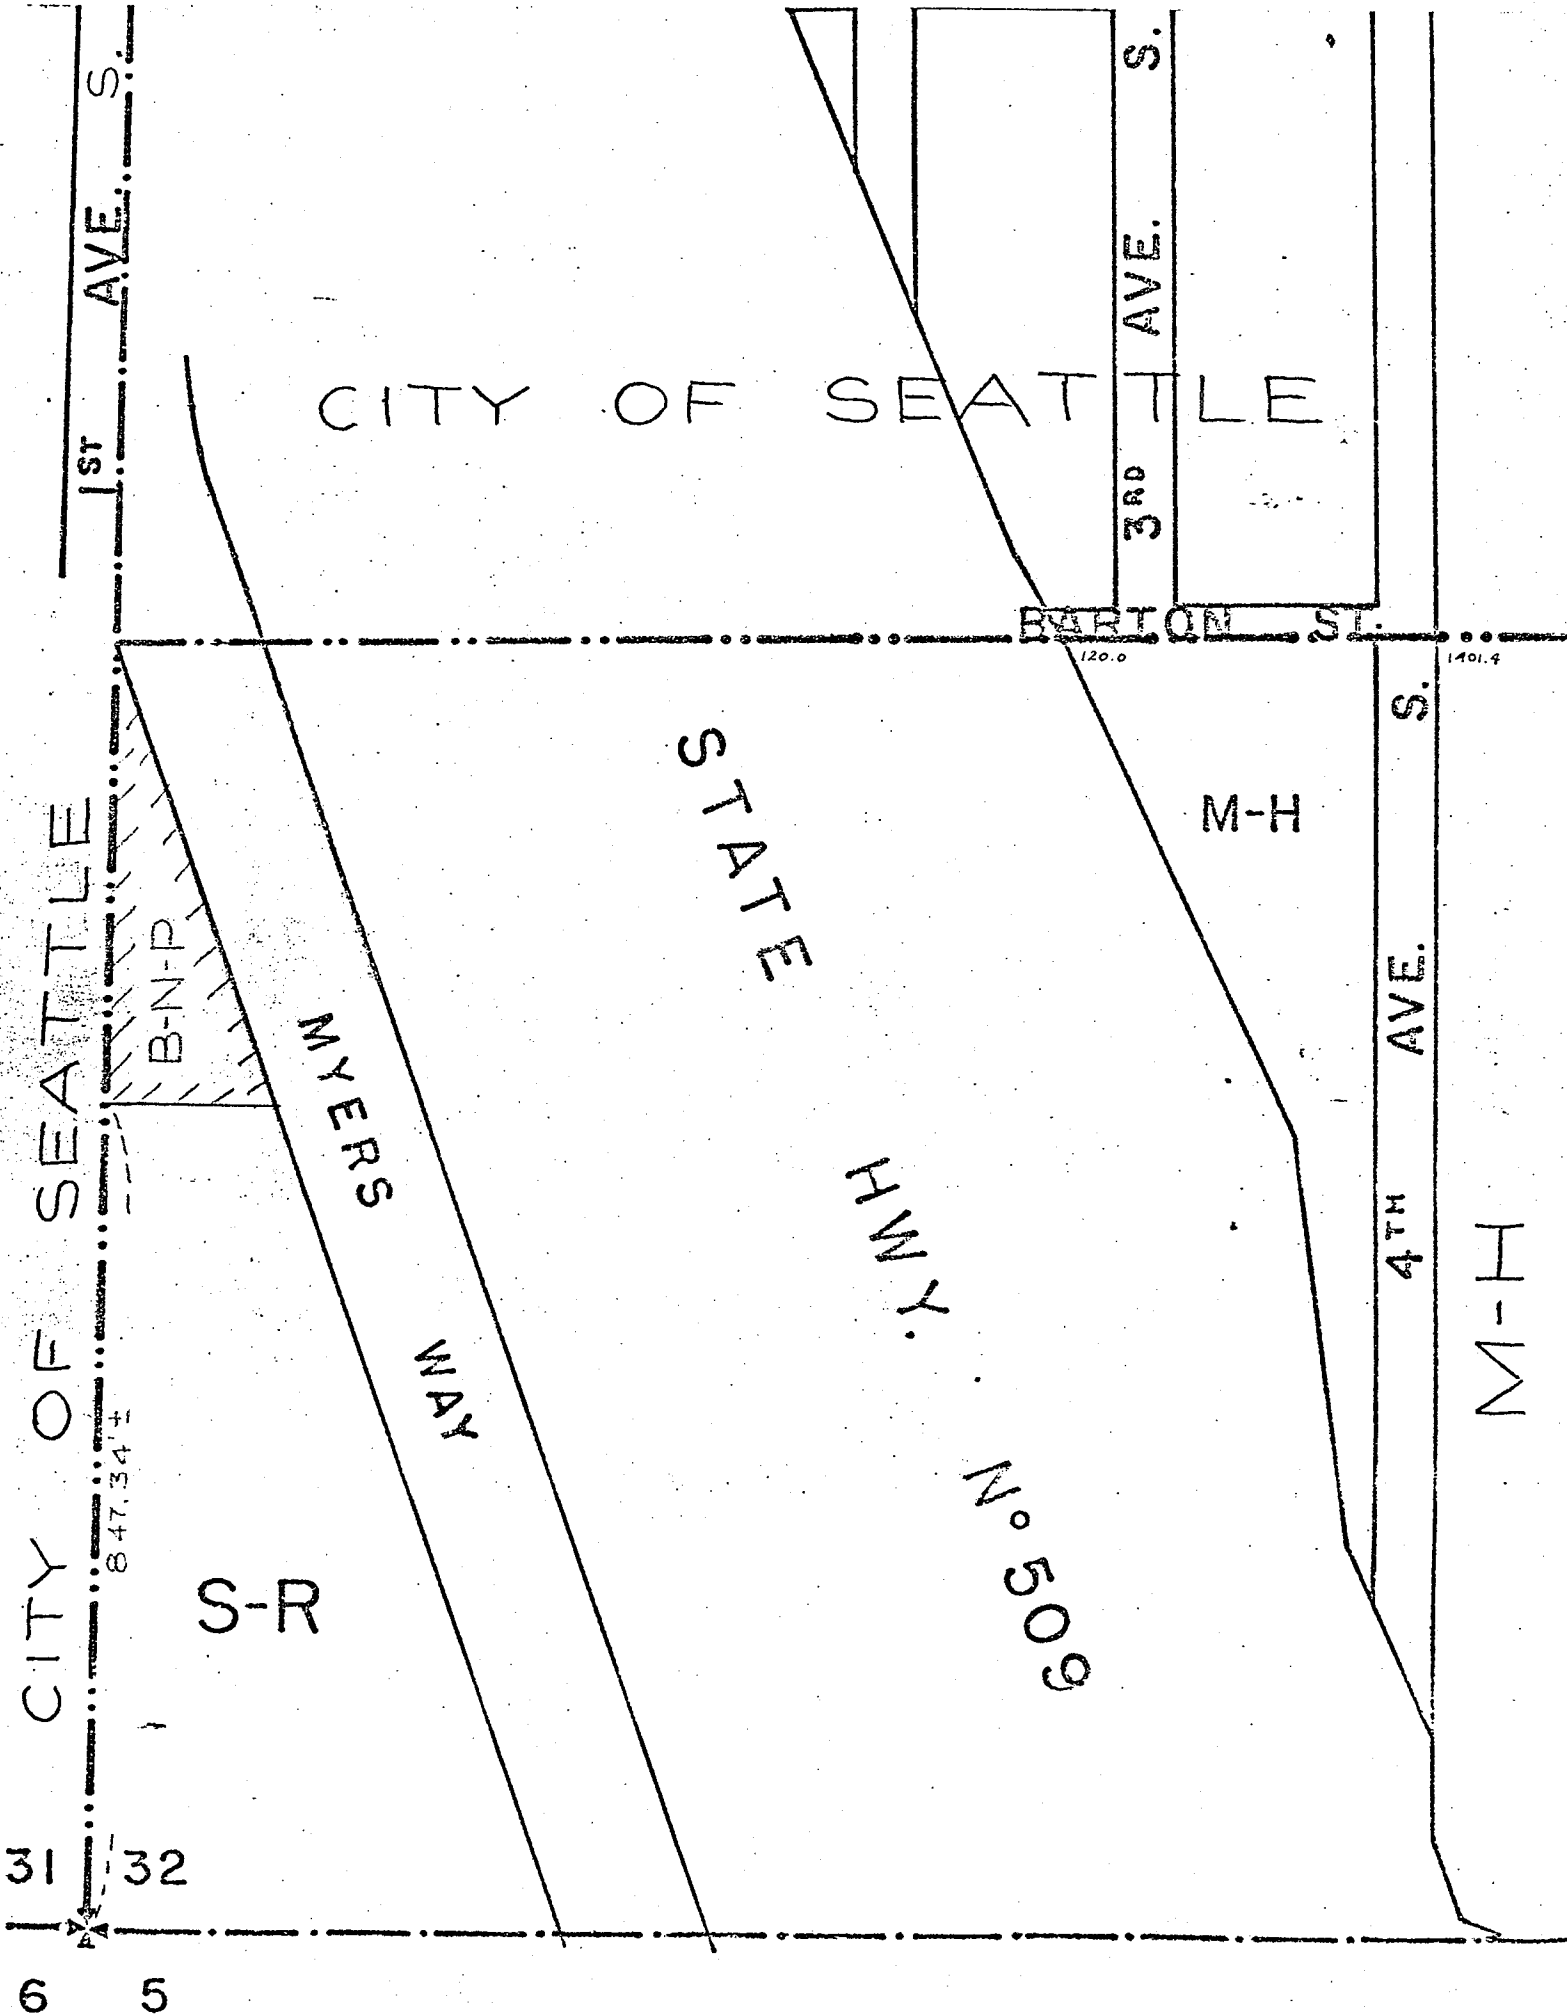 1ST AVE. S.
3RD AVE. S.
CITY OF SEATTLE
BARTON ST.
120.0
1401.4
CITY OF SEATTLE
B-N-P
M-H
STATE HWY. No 509
MYERS WAY
4TH AVE. S.
M-H
847.34'±
S-R
31 32
6 5